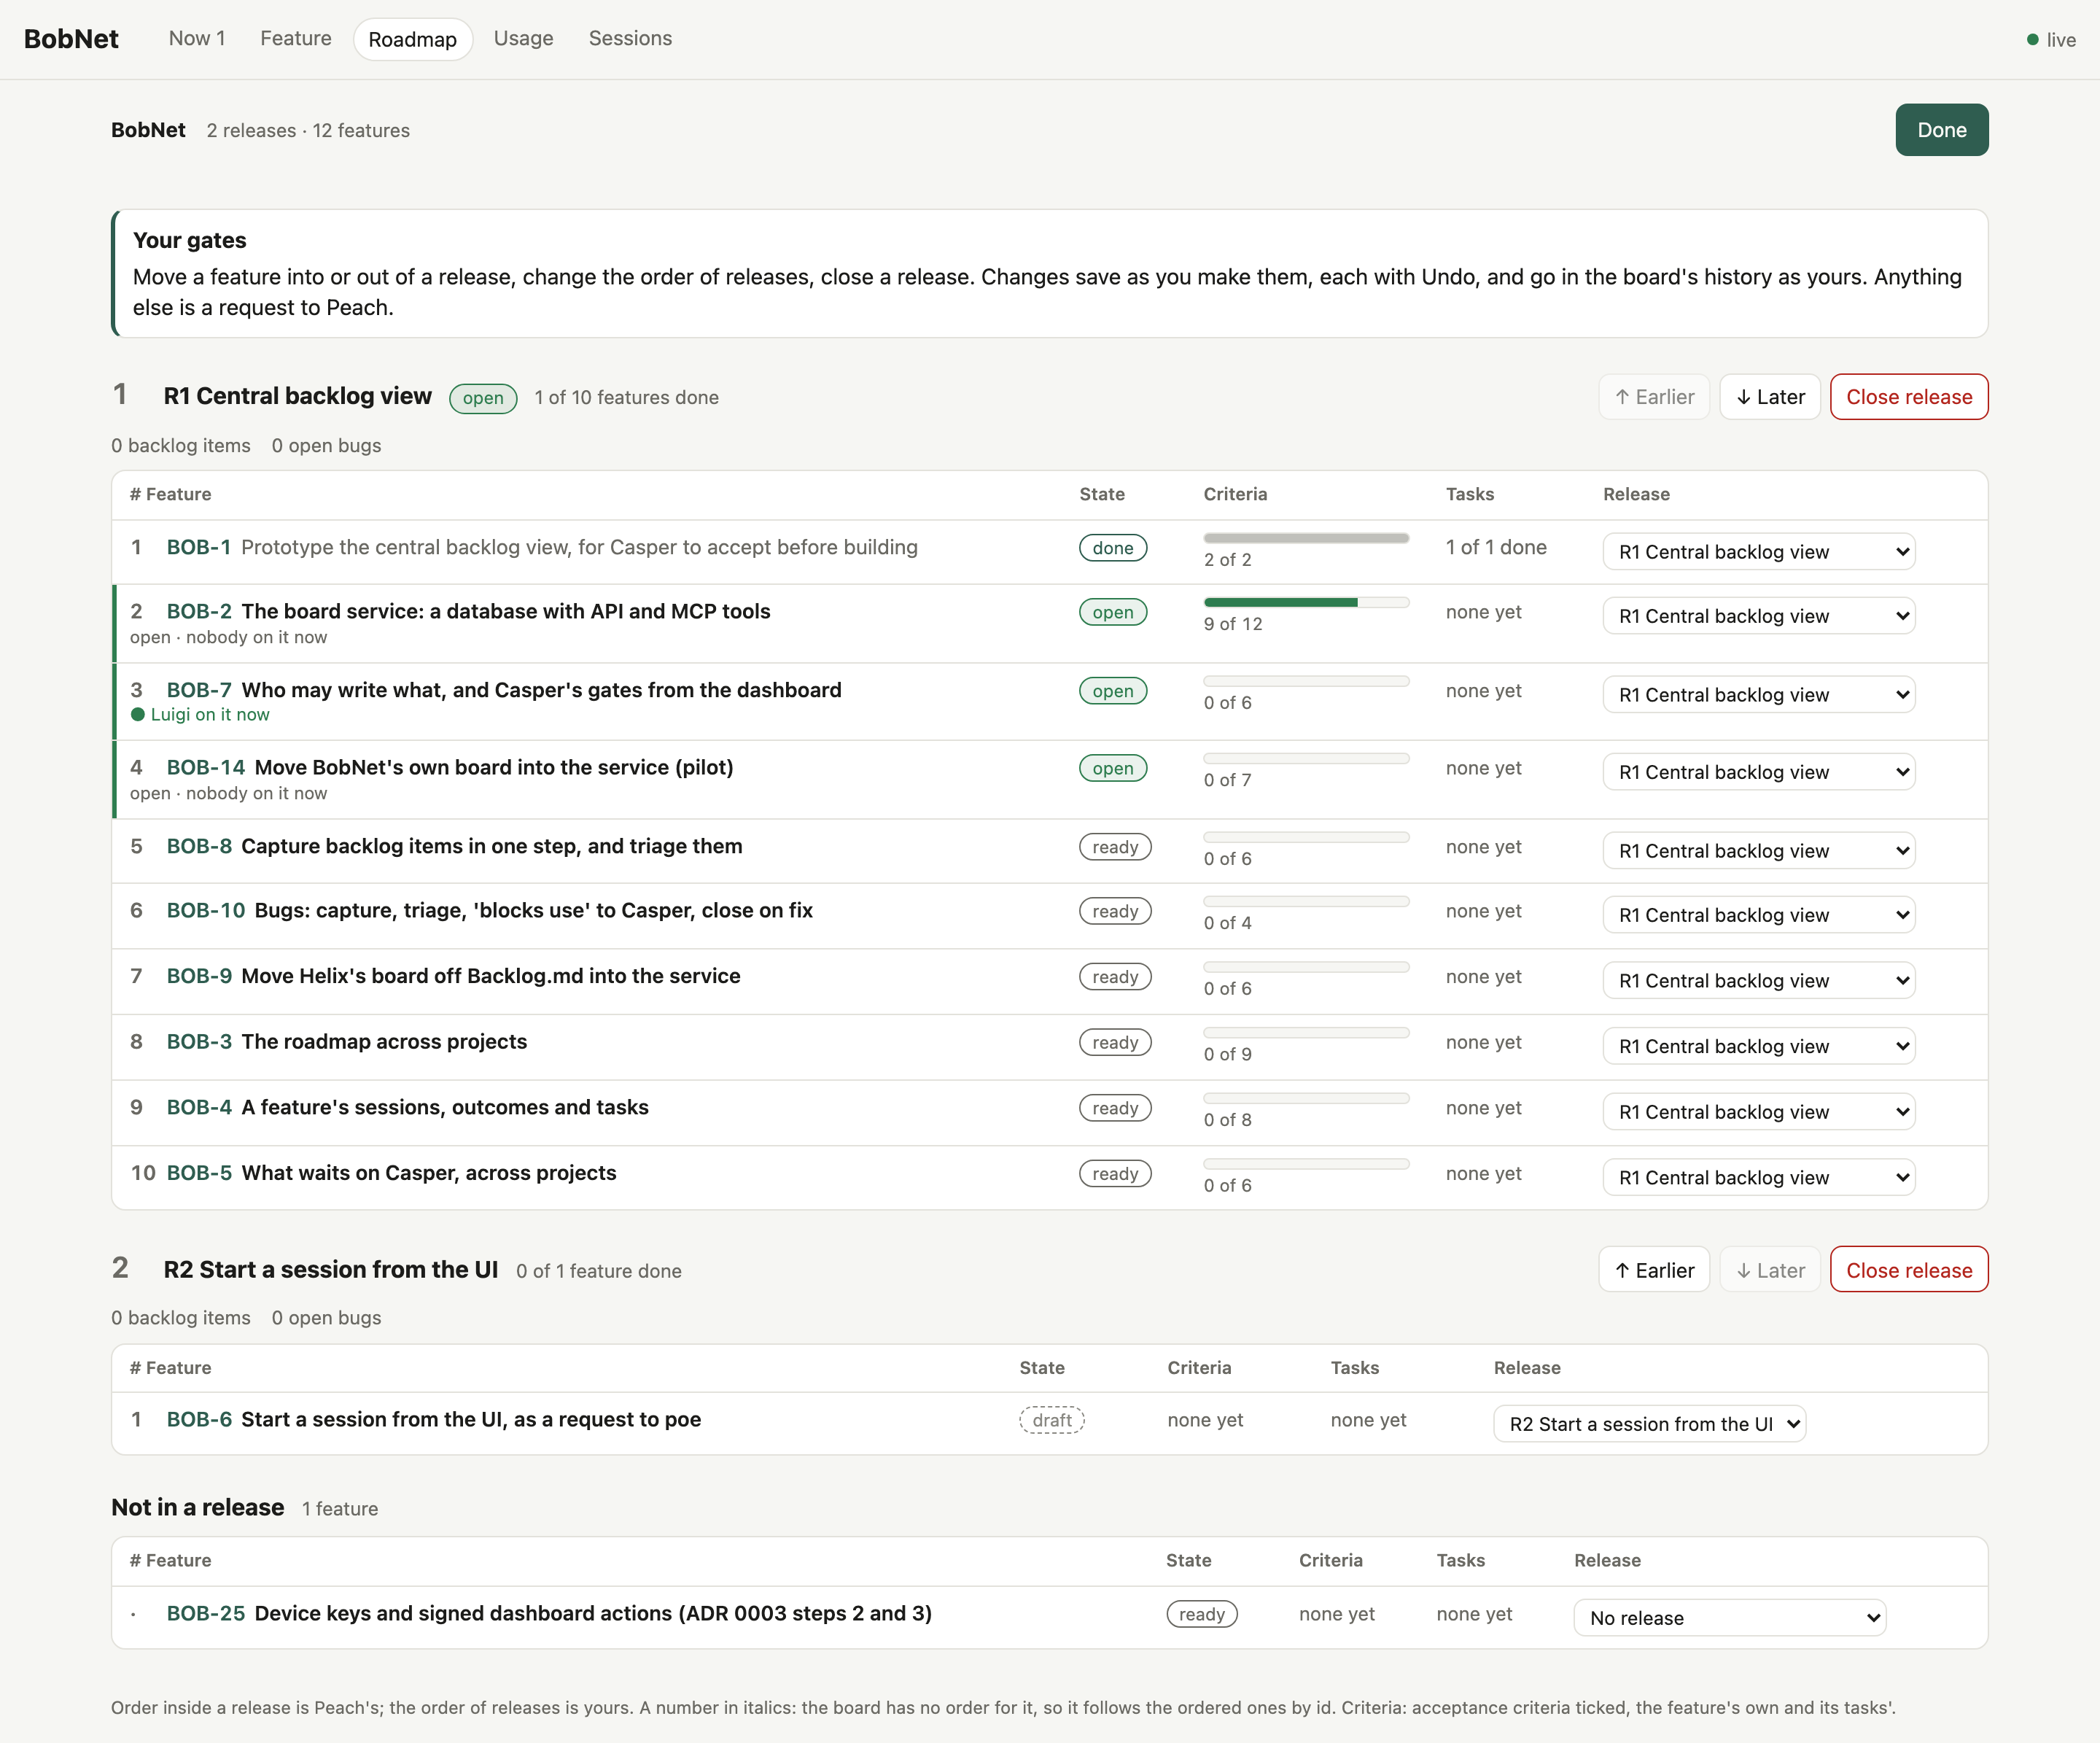 BobNet Now 1 Feature Roadmap Usage Sessions live
BobNet 2 releases · 12 features Done
Your gates
Move a feature into or out of a release, change the order of releases, close a release. Changes save as you make them, each with Undo, and go in the board's history as yours. Anything
else is a request to Peach.
1 R1 Central backlog view open 1 of 10 features done ↑ Earlier ↓ Later Close release
0 backlog items 0 open bugs
# Feature State Criteria Tasks Release
1 BOB-1 Prototype the central backlog view, for Casper to accept before building done 2 of 2 1 of 1 done R1 Central backlog view
2 BOB-2 The board service: a database with API and MCP tools open 9 of 12 none yet R1 Central backlog view
open · nobody on it now
3 BOB-7 Who may write what, and Casper's gates from the dashboard open 0 of 6 none yet R1 Central backlog view
Luigi on it now
4 BOB-14 Move BobNet's own board into the service (pilot) open 0 of 7 none yet R1 Central backlog view
open · nobody on it now
5 BOB-8 Capture backlog items in one step, and triage them ready 0 of 6 none yet R1 Central backlog view
6 BOB-10 Bugs: capture, triage, 'blocks use' to Casper, close on fix ready 0 of 4 none yet R1 Central backlog view
7 BOB-9 Move Helix's board off Backlog.md into the service ready 0 of 6 none yet R1 Central backlog view
8 BOB-3 The roadmap across projects ready 0 of 9 none yet R1 Central backlog view
9 BOB-4 A feature's sessions, outcomes and tasks ready 0 of 8 none yet R1 Central backlog view
10 BOB-5 What waits on Casper, across projects ready 0 of 6 none yet R1 Central backlog view
2 R2 Start a session from the UI 0 of 1 feature done ↑ Earlier ↓ Later Close release
0 backlog items 0 open bugs
# Feature State Criteria Tasks Release
1 BOB-6 Start a session from the UI, as a request to poe draft none yet none yet R2 Start a session from the UI
Not in a release 1 feature
# Feature State Criteria Tasks Release
· BOB-25 Device keys and signed dashboard actions (ADR 0003 steps 2 and 3) ready none yet none yet No release
Order inside a release is Peach's; the order of releases is yours. A number in italics: the board has no order for it, so it follows the ordered ones by id. Criteria: acceptance criteria ticked, the feature's own and its tasks'.